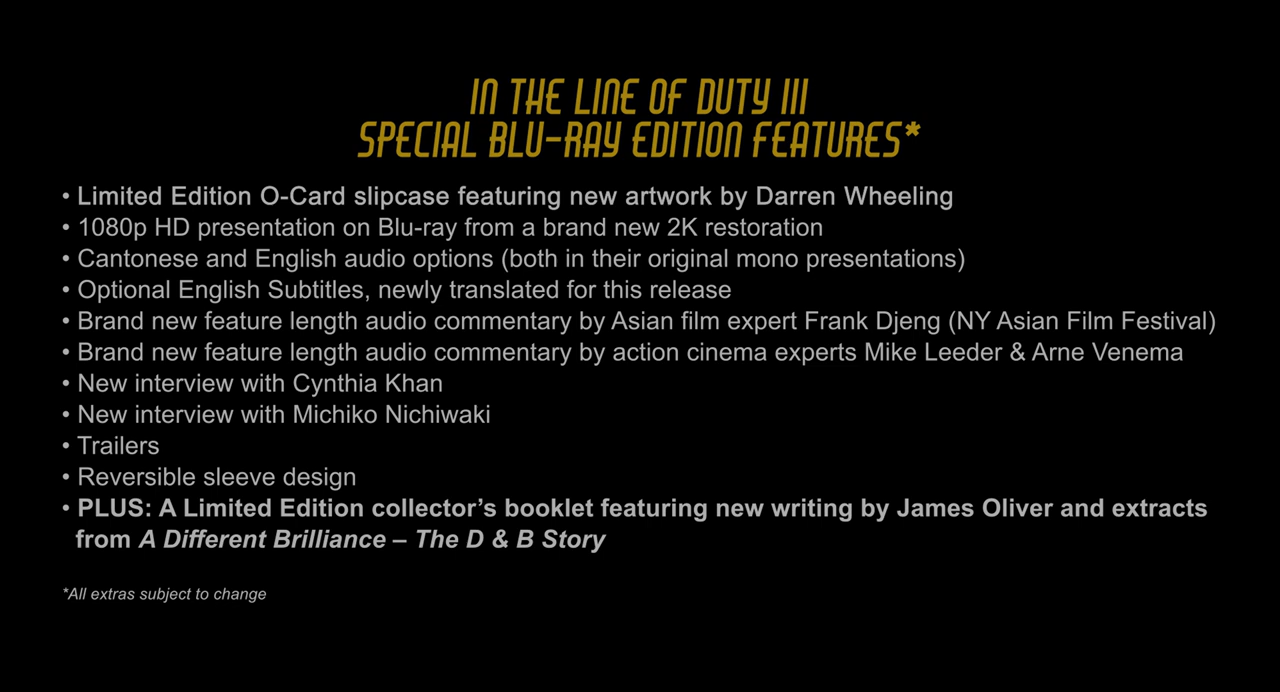 IN THE LINE OF DUTY III
SPECIAL BLU-RAY EDITION FEATURES*
• Limited Edition O-Card slipcase featuring new artwork by Darren Wheeling
• 1080p HD presentation on Blu-ray from a brand new 2K restoration
• Cantonese and English audio options (both in their original mono presentations)
• Optional English Subtitles, newly translated for this release
• Brand new feature length audio commentary by Asian film expert Frank Djeng (NY Asian Film Festival)
• Brand new feature length audio commentary by action cinema experts Mike Leeder & Arne Venema
• New interview with Cynthia Khan
• New interview with Michiko Nichiwaki
• Trailers
• Reversible sleeve design
• PLUS: A Limited Edition collector’s booklet featuring new writing by James Oliver and extracts
from A Different Brilliance – The D & B Story
*All extras subject to change